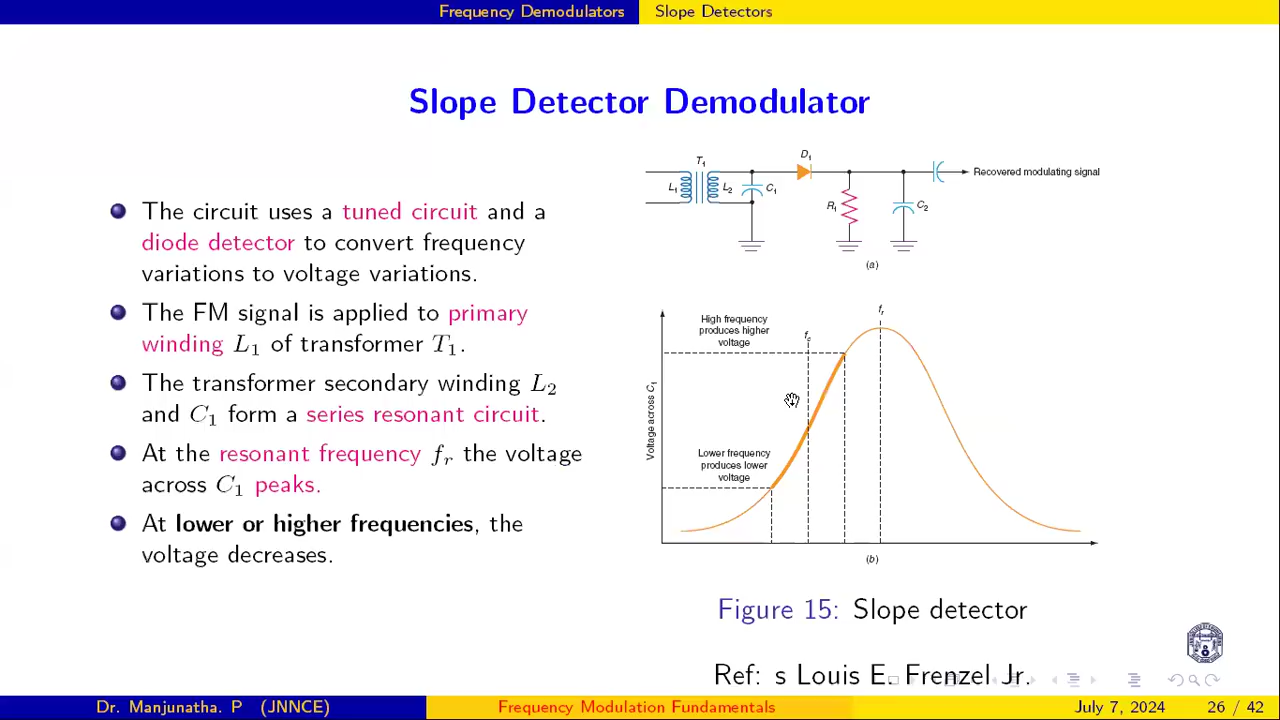 Frequency Demodulators Slope Detectors
Slope Detector Demodulator
The circuit uses a tuned circuit and a
diode detector to convert frequency
variations to voltage variations.
The FM signal is applied to primary
winding L1 of transformer T1.
The transformer secondary winding L2
and C1 form a series resonant circuit.
At the resonant frequency fr the voltage
across C1 peaks.
At lower or higher frequencies, the
voltage decreases.
T1
D1
L1
L2
C1
R1
C2
Recovered modulating signal
(a)
High frequency
produces higher
voltage
fc
fr
Voltage across C1
Lower frequency
produces lower
voltage
(b)
Figure 15: Slope detector
Ref: s Louis E. Frenzel Jr.
Dr. Manjunatha. P (JNNCE) Frequency Modulation Fundamentals July 7, 2024 26 / 42